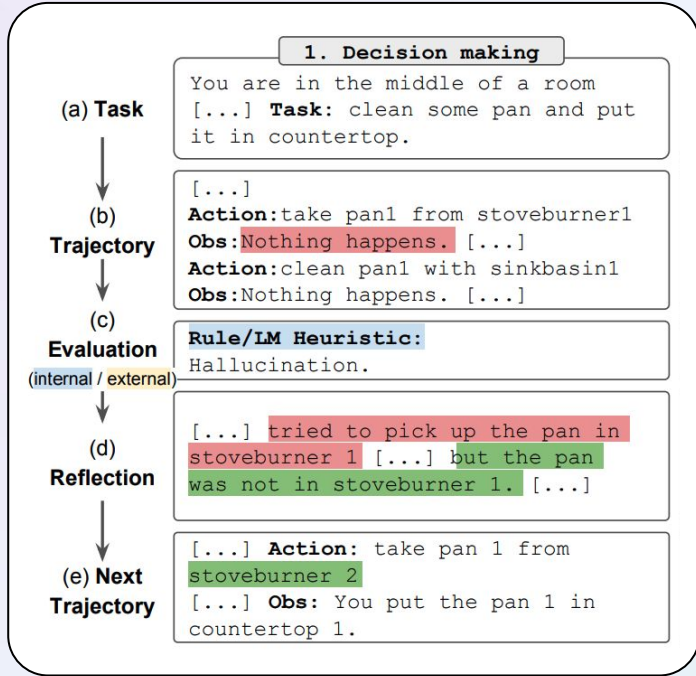 1. Decision making
(a) Task
You are in the middle of a room
[...] Task: clean some pan and put
it in countertop.
(b)
Trajectory
[...]
Action:take pan1 from stoveburner1
Obs:Nothing happens. [...]
Action:clean pan1 with sinkbasin1
Obs:Nothing happens. [...]
(c)
Evaluation
(internal / external)
Rule/LM Heuristic:
Hallucination.
(d)
Reflection
[...] tried to pick up the pan in
stoveburner 1 [...] but the pan
was not in stoveburner 1. [...]
(e) Next
Trajectory
[...] Action: take pan 1 from
stoveburner 2
[...] Obs: You put the pan 1 in
countertop 1.